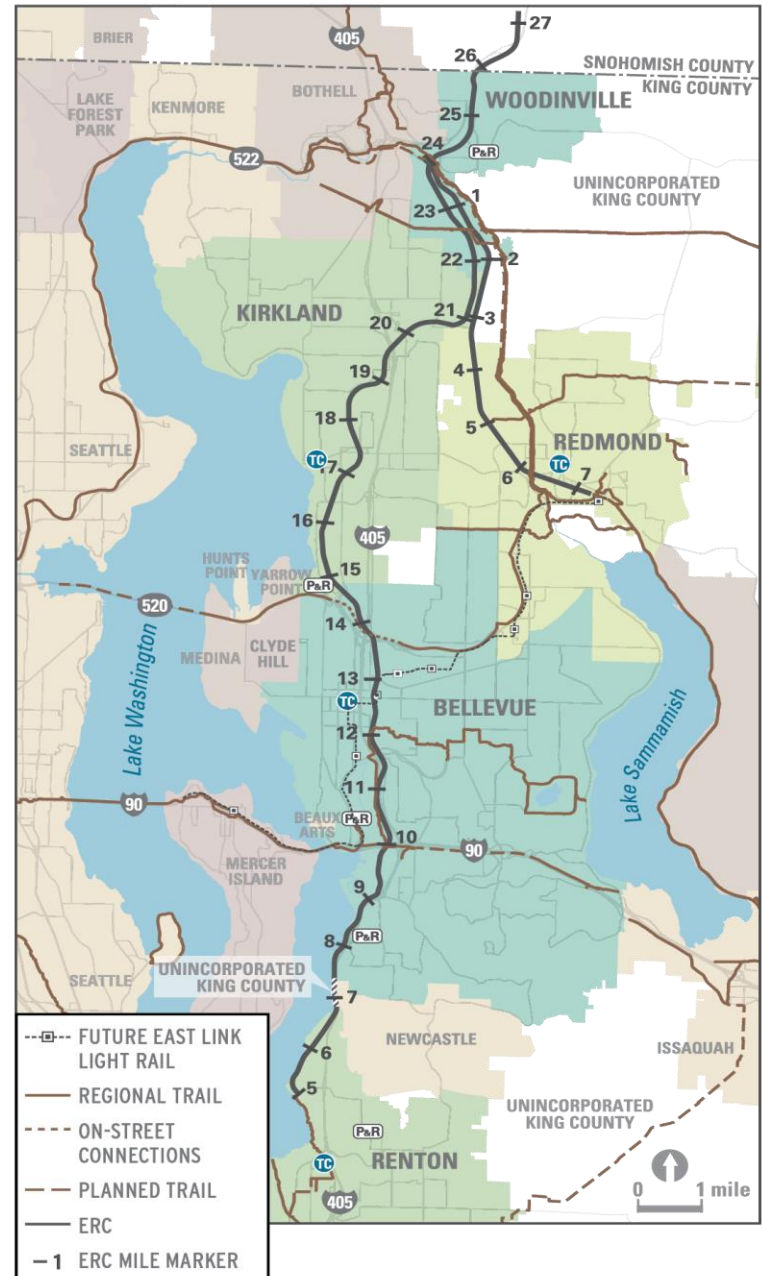 27
405
BRIER
26
SNOHOMISH COUNTY
KING COUNTY
BOTHELL
LAKE
FOREST
PARK
KENMORE
WOODINVILLE
25
24
P&R
522
UNINCORPORATED
KING COUNTY
1
23
22
2
KIRKLAND
21
3
20
4
19
18
5
REDMOND
SEATTLE
TC
17
6
TC
7
16
405
HUNTS
POINT
YARROW
POINT
15
P&R
520
14
CLYDE
HILL
MEDINA
Lake Washington
13
TC
BELLEVUE
12
Lake Sammamish
11
90
BEAUX
ARTS
P&R
10
90
MERCER
ISLAND
9
8
P&R
SEATTLE
UNINCORPORATED
KING COUNTY
7
NEWCASTLE
ISSAQUAH
6
5
UNINCORPORATED
KING COUNTY
P&R
RENTON
TC
405
0 1 mile
FUTURE EAST LINK
LIGHT RAIL
REGIONAL TRAIL
ON-STREET
CONNECTIONS
PLANNED TRAIL
ERC
1 ERC MILE MARKER